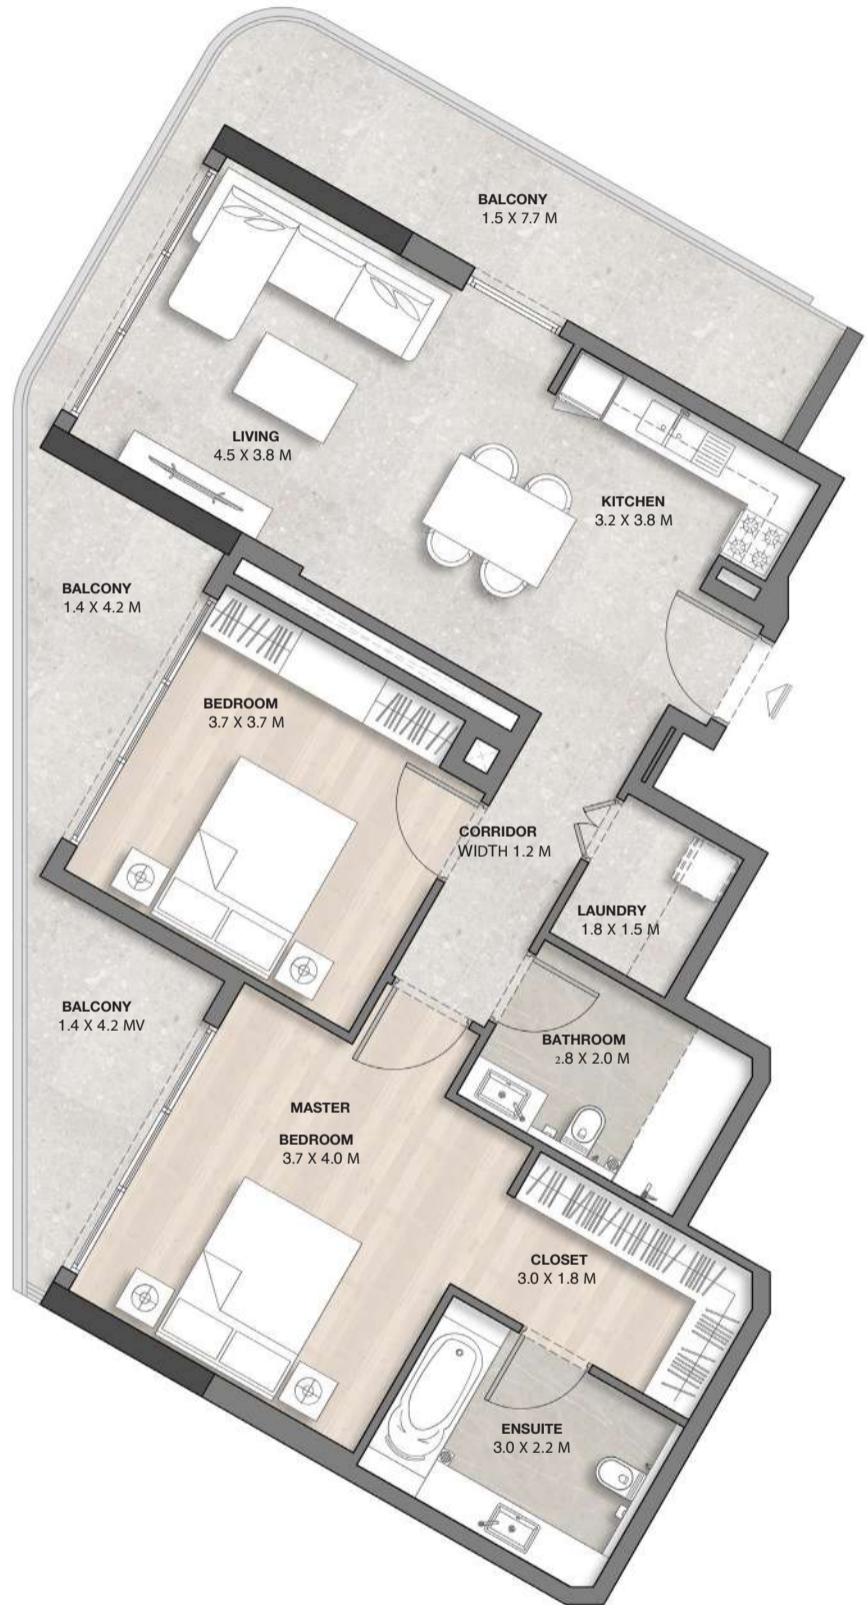 BALCONY
1.5 X 7.7 M
LIVING
4.5 X 3.8 M
KITCHEN
3.2 X 3.8 M
BALCONY
1.4 X 4.2 M
BEDROOM
3.7 X 3.7 M
CORRIDOR
WIDTH 1.2 M
LAUNDRY
1.8 X 1.5 M
BALCONY
1.4 X 4.2 MV
BATHROOM
2.8 X 2.0 M
MASTER
BEDROOM
3.7 X 4.0 M
CLOSET
3.0 X 1.8 M
ENSUITE
3.0 X 2.2 M